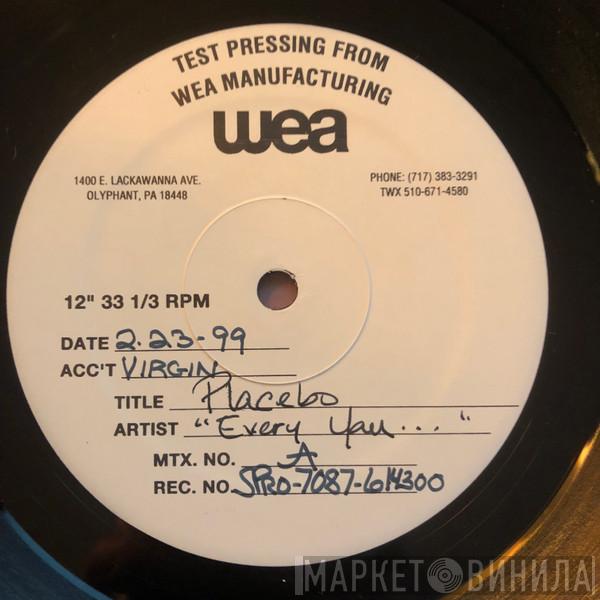 TEST PRESSING FROM
WEA MANUFACTURING
wea
1400 E. LACKAWANNA AVE.
OLYPHANT, PA 18448
PHONE: (717) 383-3291
TWX 510-671-4580
12" 33 1/3 RPM
DATE 2-23-99
ACC'T VIRGIN
TITLE Placebo
ARTIST "Every You..."
MTX. NO. A
REC. NO. SPRO-7087-614300
МАРКЕТ ВИНИЛА